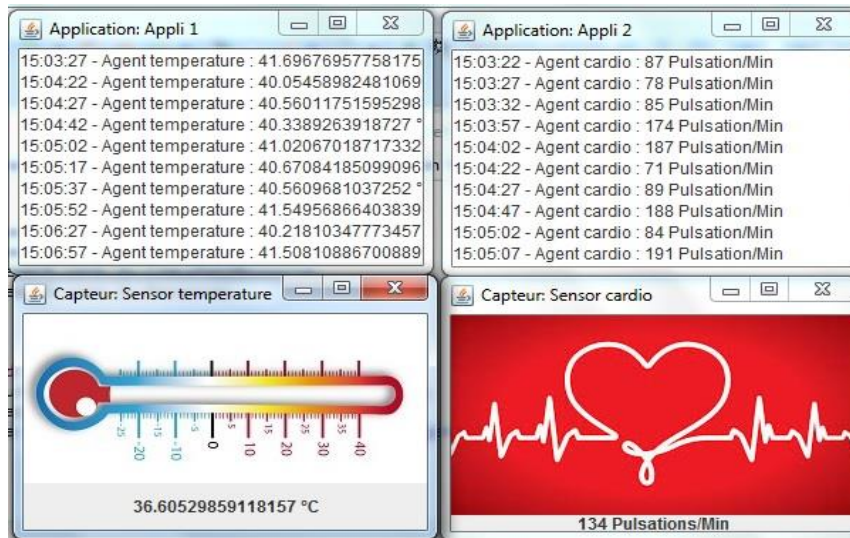 Application: Appli 1
15:03:27 - Agent temperature : 41.69676957758175
15:04:22 - Agent temperature : 40.05458982481069
15:04:27 - Agent temperature : 40.56011751595298
15:04:42 - Agent temperature : 40.3389263918727 °
15:05:02 - Agent temperature : 41.02067018717332
15:05:17 - Agent temperature : 40.67084185099096
15:05:37 - Agent temperature : 40.5609681037252 °
15:05:52 - Agent temperature : 41.54956866403839
15:06:27 - Agent temperature : 40.21810347773457
15:06:57 - Agent temperature : 41.50810886700889
Application: Appli 2
15:03:22 - Agent cardio : 87 Pulsation/Min
15:03:27 - Agent cardio : 78 Pulsation/Min
15:03:32 - Agent cardio : 85 Pulsation/Min
15:03:57 - Agent cardio : 174 Pulsation/Min
15:04:02 - Agent cardio : 187 Pulsation/Min
15:04:22 - Agent cardio : 71 Pulsation/Min
15:04:27 - Agent cardio : 89 Pulsation/Min
15:04:47 - Agent cardio : 188 Pulsation/Min
15:05:02 - Agent cardio : 84 Pulsation/Min
15:05:07 - Agent cardio : 191 Pulsation/Min
Capteur: Sensor temperature
-25 -20 -15 -10 -5 0 5 10 15 20 25 30 35 40
36.60529859118157 °C
Capteur: Sensor cardio
134 Pulsations/Min